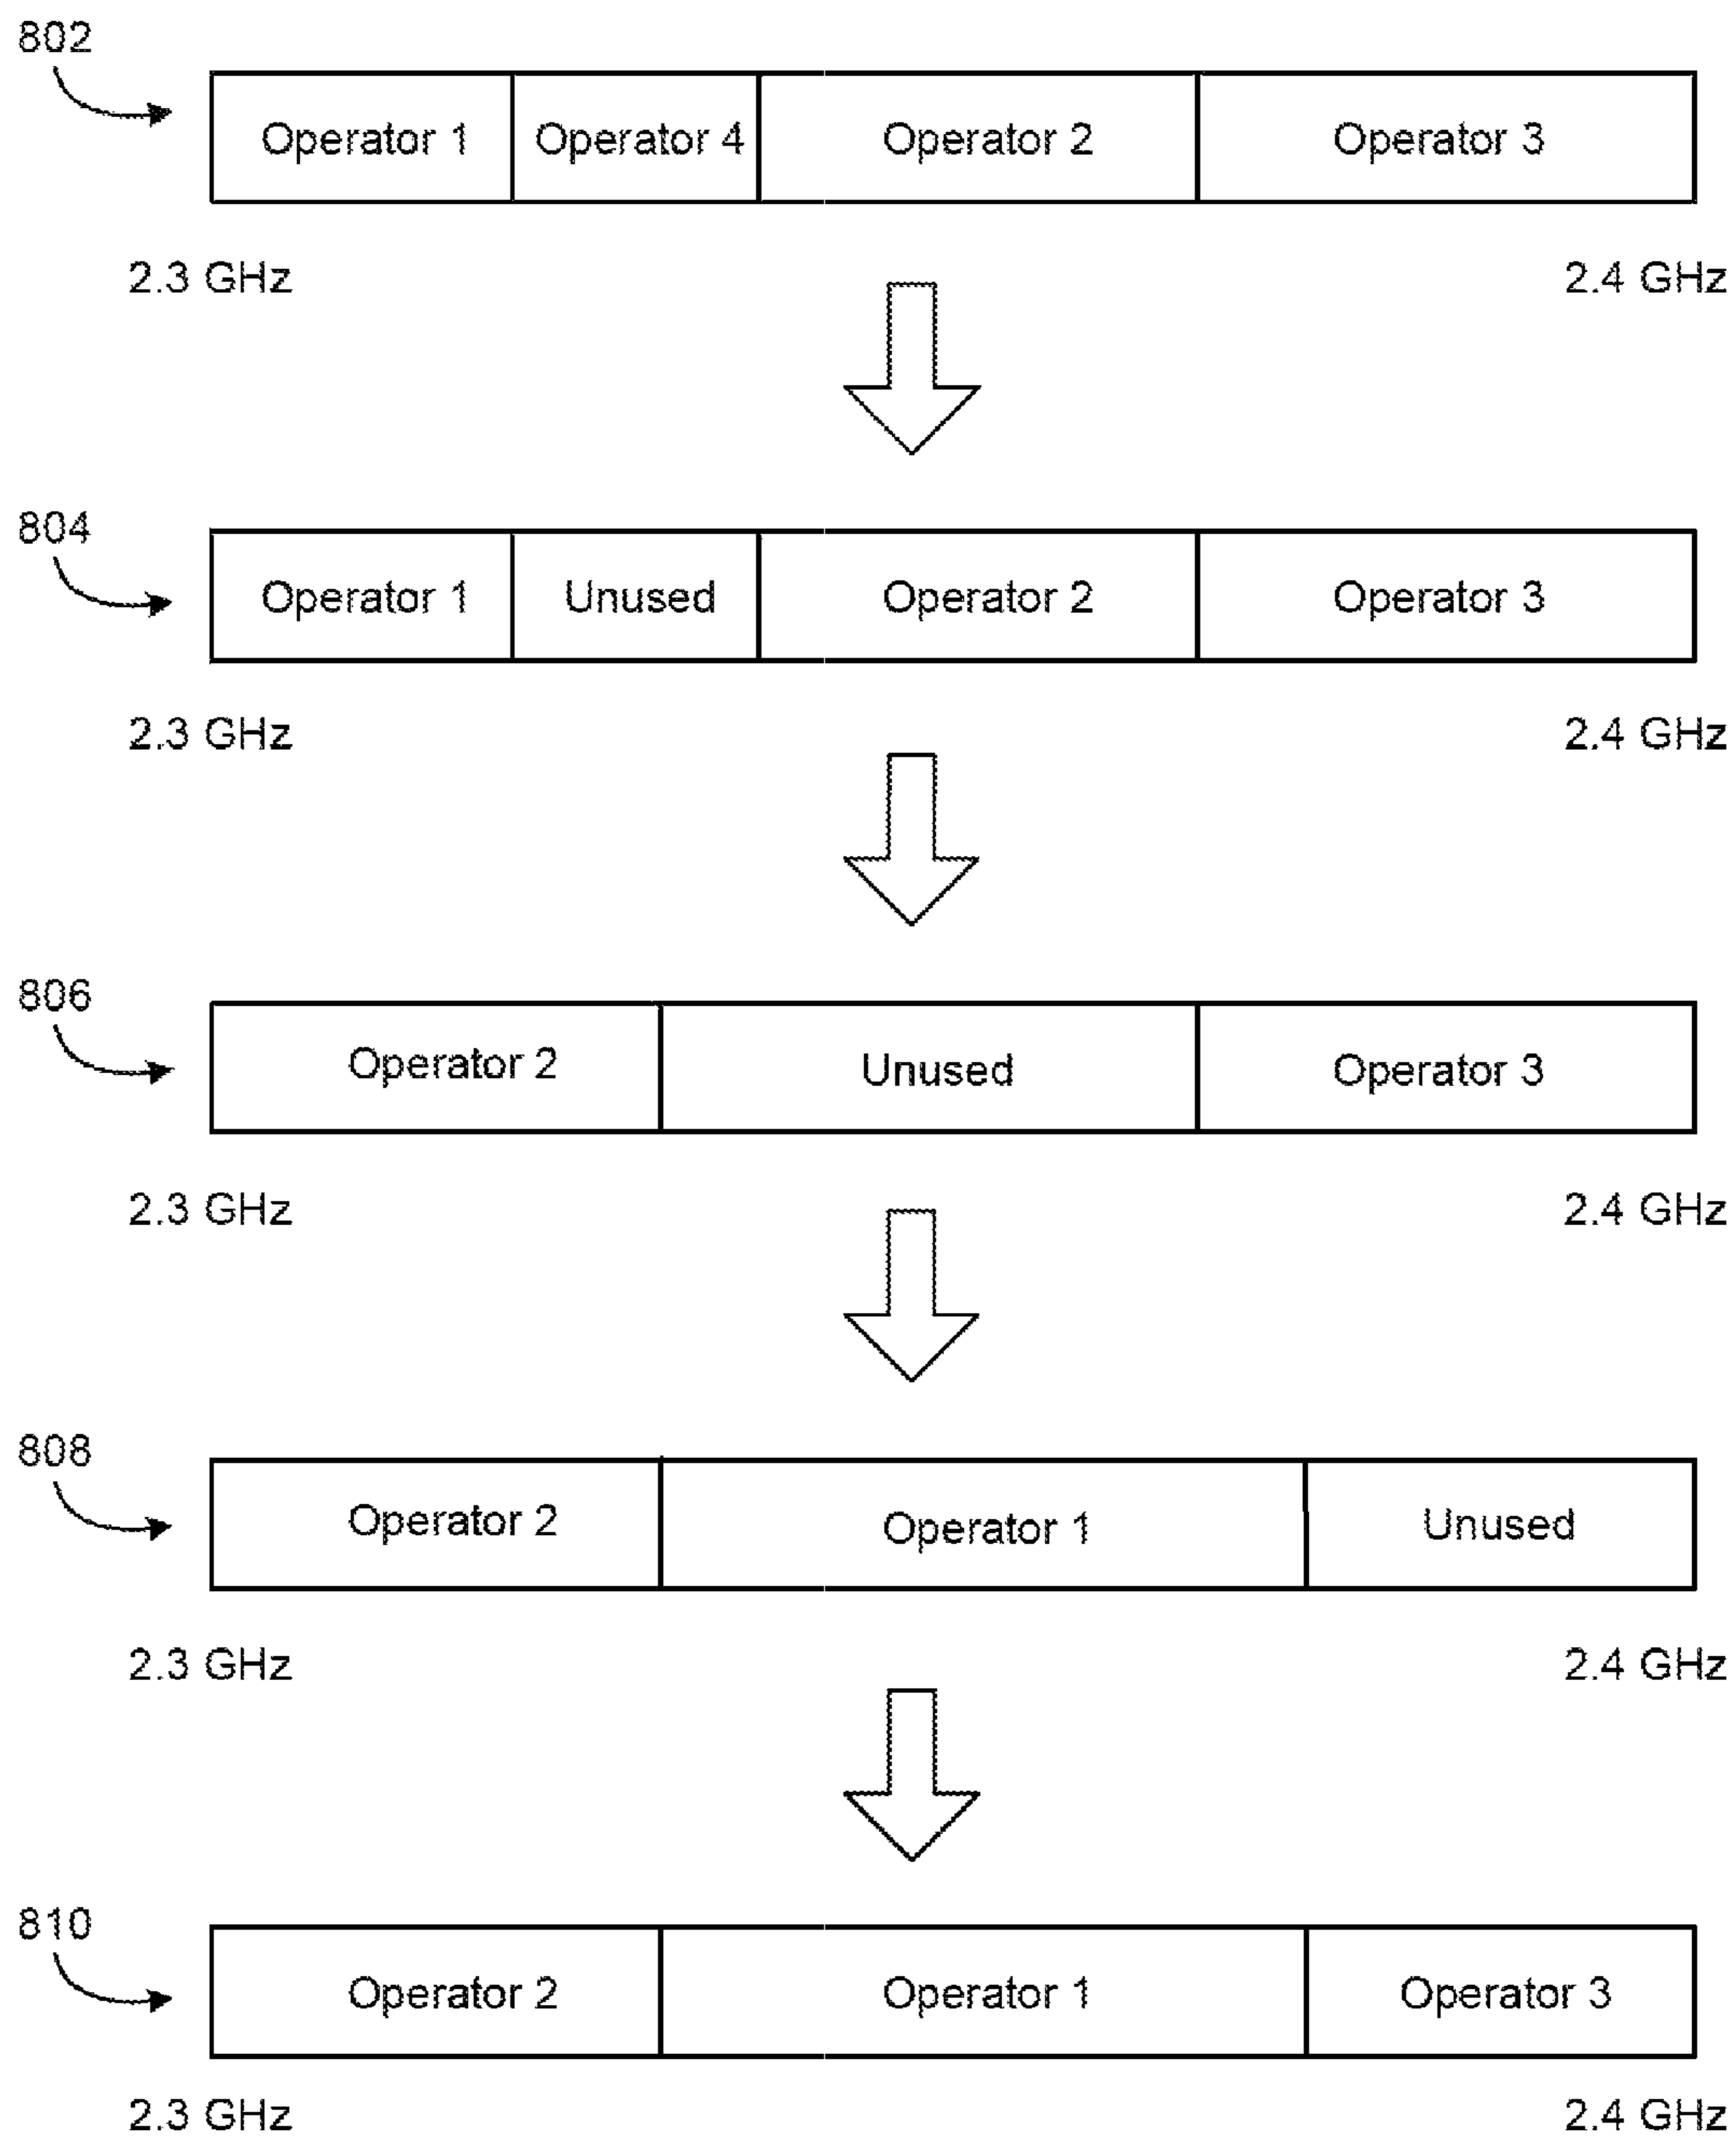 802
Operator 1 Operator 4 Operator 2 Operator 3
2.3 GHz 2.4 GHz
804
Operator 1 Unused Operator 2 Operator 3
2.3 GHz 2.4 GHz
806
Operator 2 Unused Operator 3
2.3 GHz 2.4 GHz
808
Operator 2 Operator 1 Unused
2.3 GHz 2.4 GHz
810
Operator 2 Operator 1 Operator 3
2.3 GHz 2.4 GHz